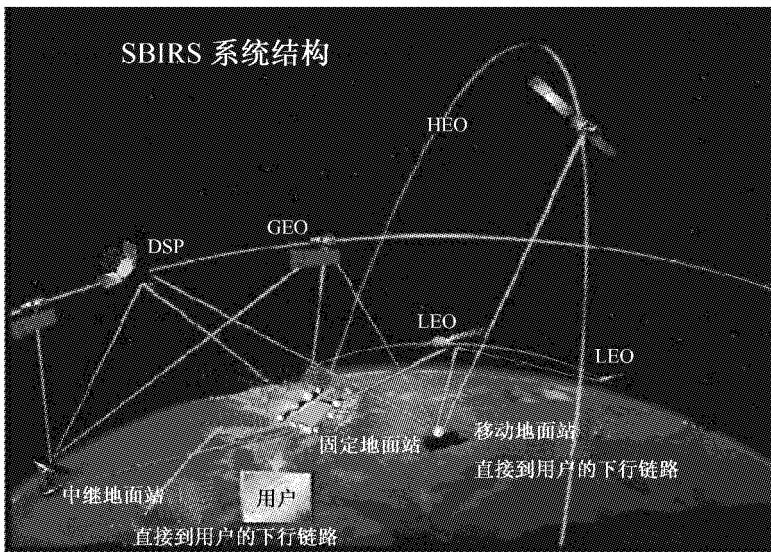 SBIRS 系统结构
HEO
DSP
GEO
LEO
LEO
固定地面站
移动地面站
直接到用户的下行链路
中继地面站
用户
直接到用户的下行链路